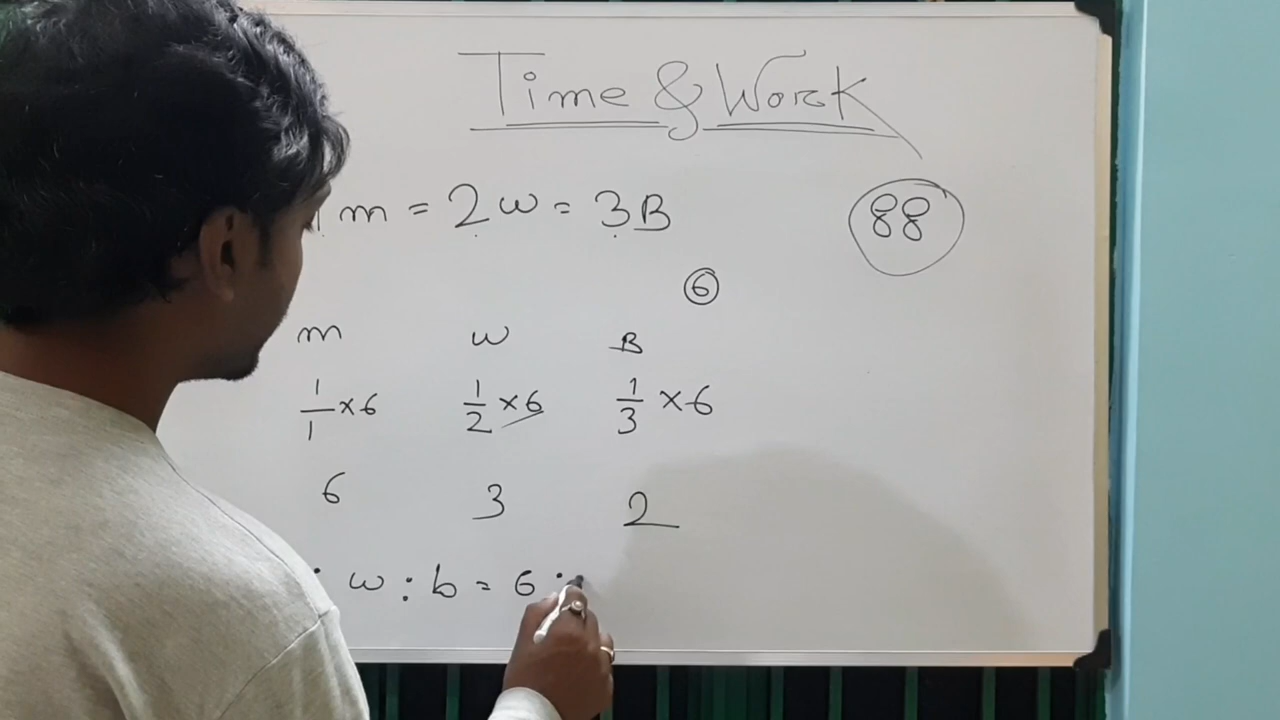 Time & Work
m = 2w = 3B
88
6
m w B
1/1 ×6 1/2 ×6 1/3 ×6
6 3 2
: w : b = 6 :